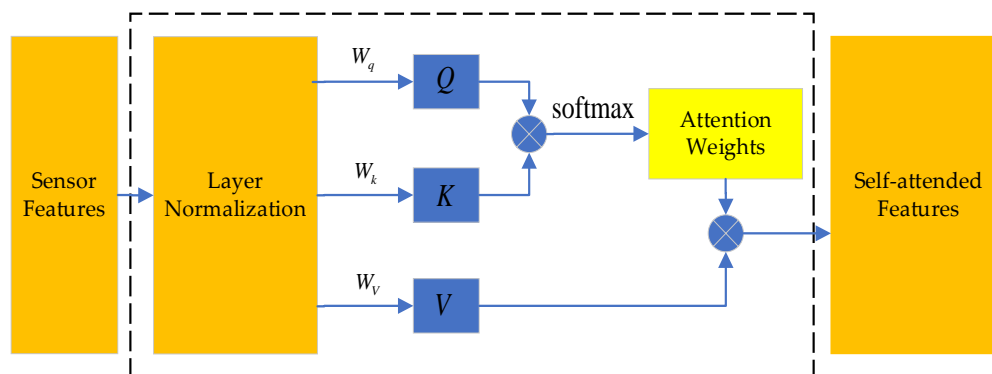 Sensor
Features
Layer
Normalization
W_q
Q
W_k
K
W_V
V
softmax
Attention
Weights
Self-attended
Features